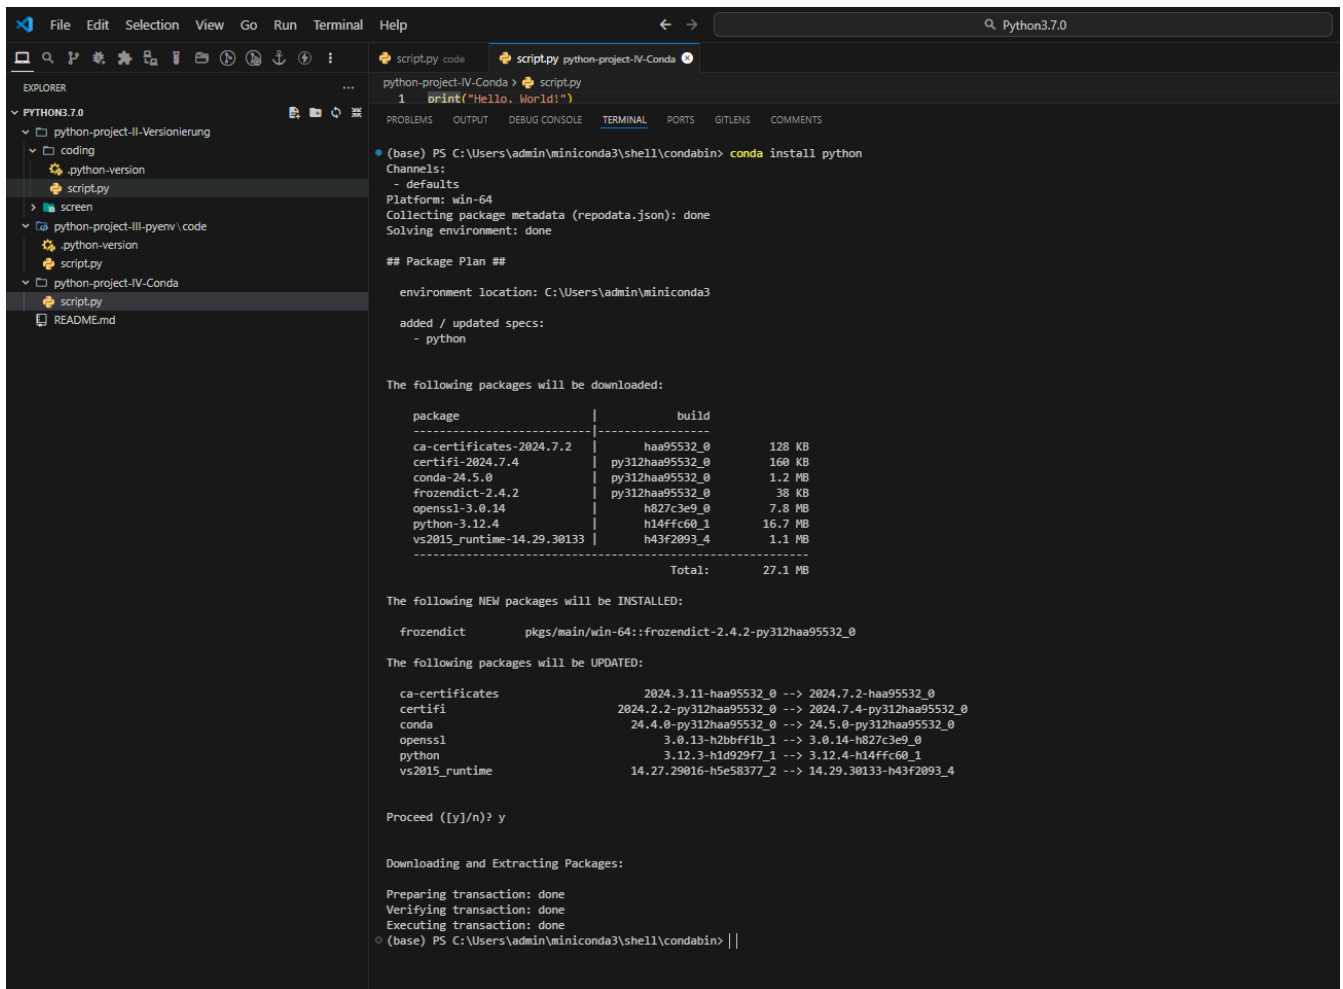 File Edit Selection View Go Run Terminal Help
Python3.7.0
EXPLORER
PYTHON3.7.0
python-project-II-Versionierung
coding
.python-version
script.py
screen
python-project-III-pyenv\code
.python-version
script.py
python-project-IV-Conda
script.py
README.md
script.py code script.py python-project-IV-Conda
python-project-IV-Conda > script.py
1 print("Hello, World!")
PROBLEMS OUTPUT DEBUG CONSOLE TERMINAL PORTS GITLENS COMMENTS
(base) PS C:\Users\admin\miniconda3\shell\condabin> conda install python
Channels:
- defaults
Platform: win-64
Collecting package metadata (repodata.json): done
Solving environment: done
## Package Plan ##
environment location: C:\Users\admin\miniconda3
added / updated specs:
- python
The following packages will be downloaded:
package | build
---------------------------|-----------------
ca-certificates-2024.7.2 | haa95532_0 128 KB
certifi-2024.7.4 | py312haa95532_0 160 KB
conda-24.5.0 | py312haa95532_0 1.2 MB
frozendict-2.4.2 | py312haa95532_0 38 KB
openssl-3.0.14 | h827c3e9_0 7.8 MB
python-3.12.4 | h14ffc60_1 16.7 MB
vs2015_runtime-14.29.30133 | h43f2093_4 1.1 MB
------------------------------------------------------------
Total: 27.1 MB
The following NEW packages will be INSTALLED:
frozendict pkgs/main/win-64::frozendict-2.4.2-py312haa95532_0
The following packages will be UPDATED:
ca-certificates 2024.3.11-haa95532_0 --> 2024.7.2-haa95532_0
certifi 2024.2.2-py312haa95532_0 --> 2024.7.4-py312haa95532_0
conda 24.4.0-py312haa95532_0 --> 24.5.0-py312haa95532_0
openssl 3.0.13-h2bbff1b_1 --> 3.0.14-h827c3e9_0
python 3.12.3-h1d929f7_1 --> 3.12.4-h14ffc60_1
vs2015_runtime 14.27.29016-h5e58377_2 --> 14.29.30133-h43f2093_4
Proceed ([y]/n)? y
Downloading and Extracting Packages:
Preparing transaction: done
Verifying transaction: done
Executing transaction: done
(base) PS C:\Users\admin\miniconda3\shell\condabin>